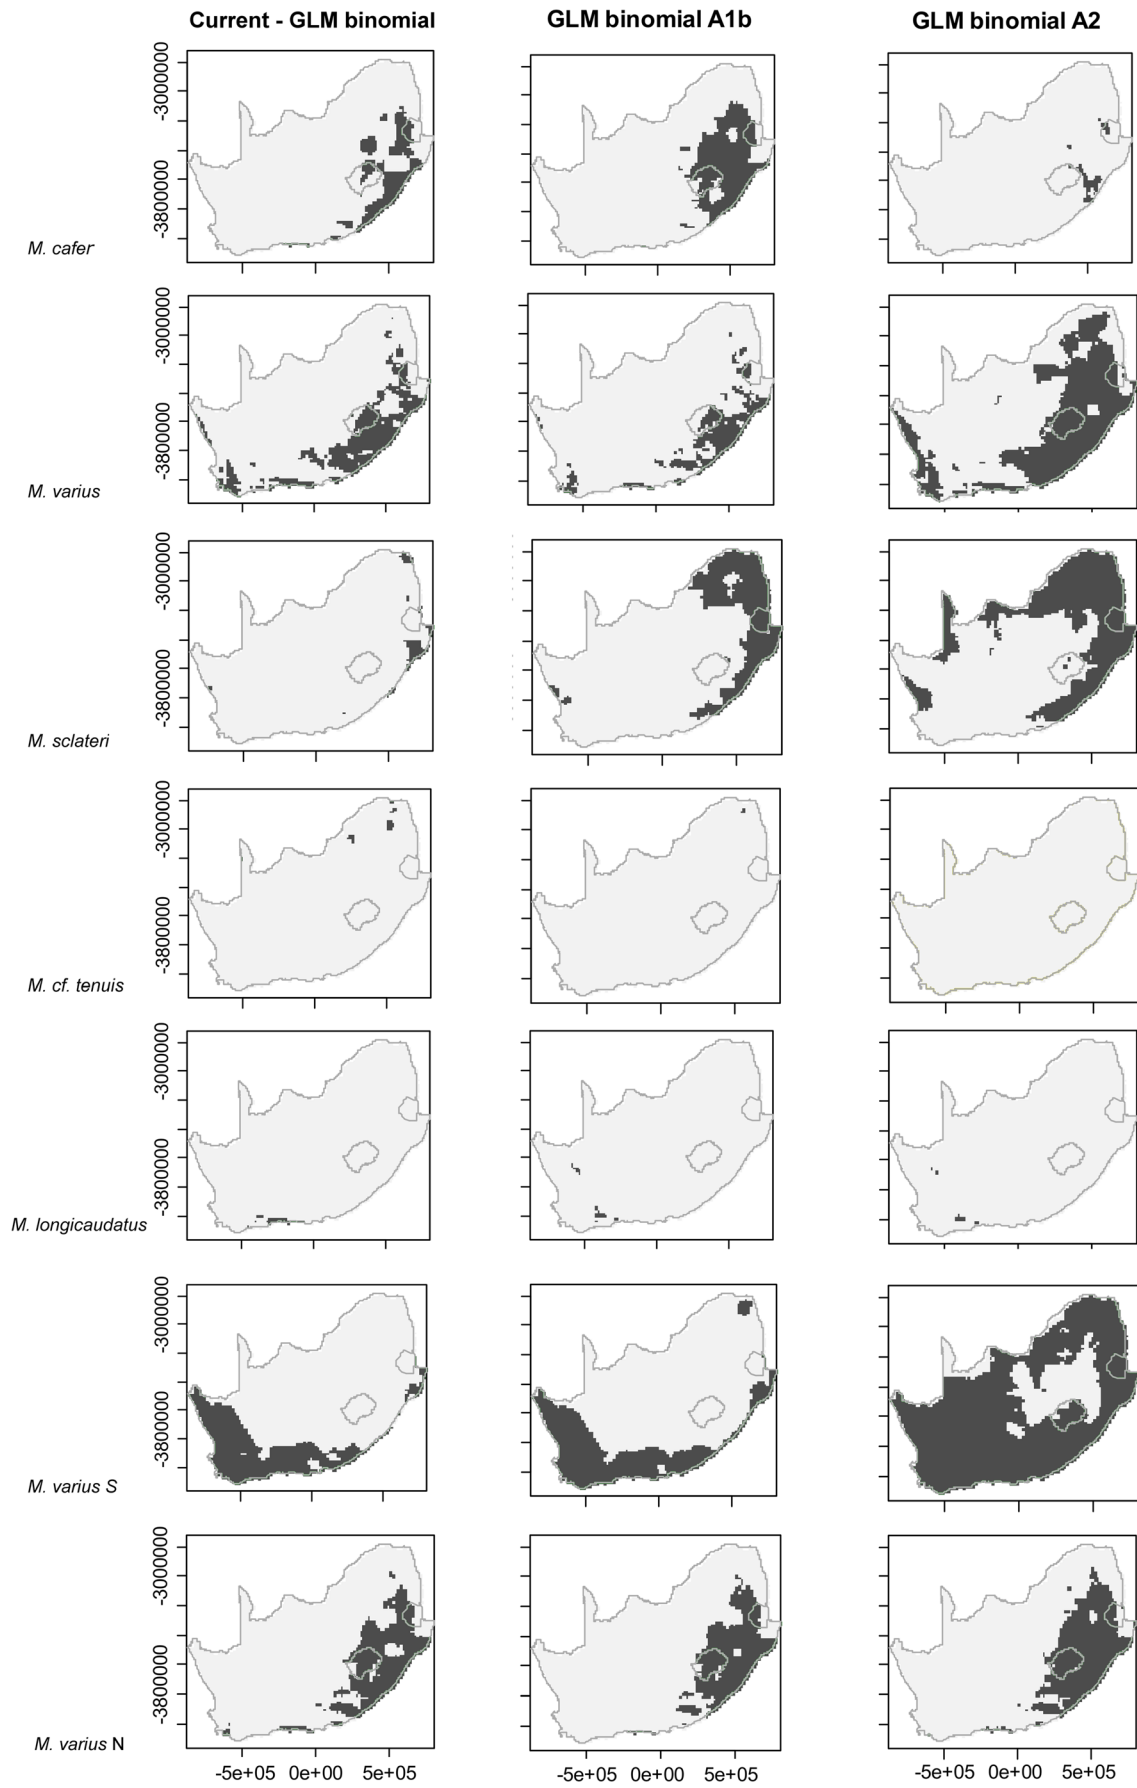 Current - GLM binomial GLM binomial A1b GLM binomial A2
-3800000 -3000000
M. cafer
-3800000 -3000000
M. varius
-3800000 -3000000
M. sclateri
-3800000 -3000000
M. cf. tenuis
-3800000 -3000000
M. longicaudatus
-3800000 -3000000
M. varius S
-3800000 -3000000
M. varius N
-5e+05 0e+00 5e+05 -5e+05 0e+00 5e+05 -5e+05 0e+00 5e+05